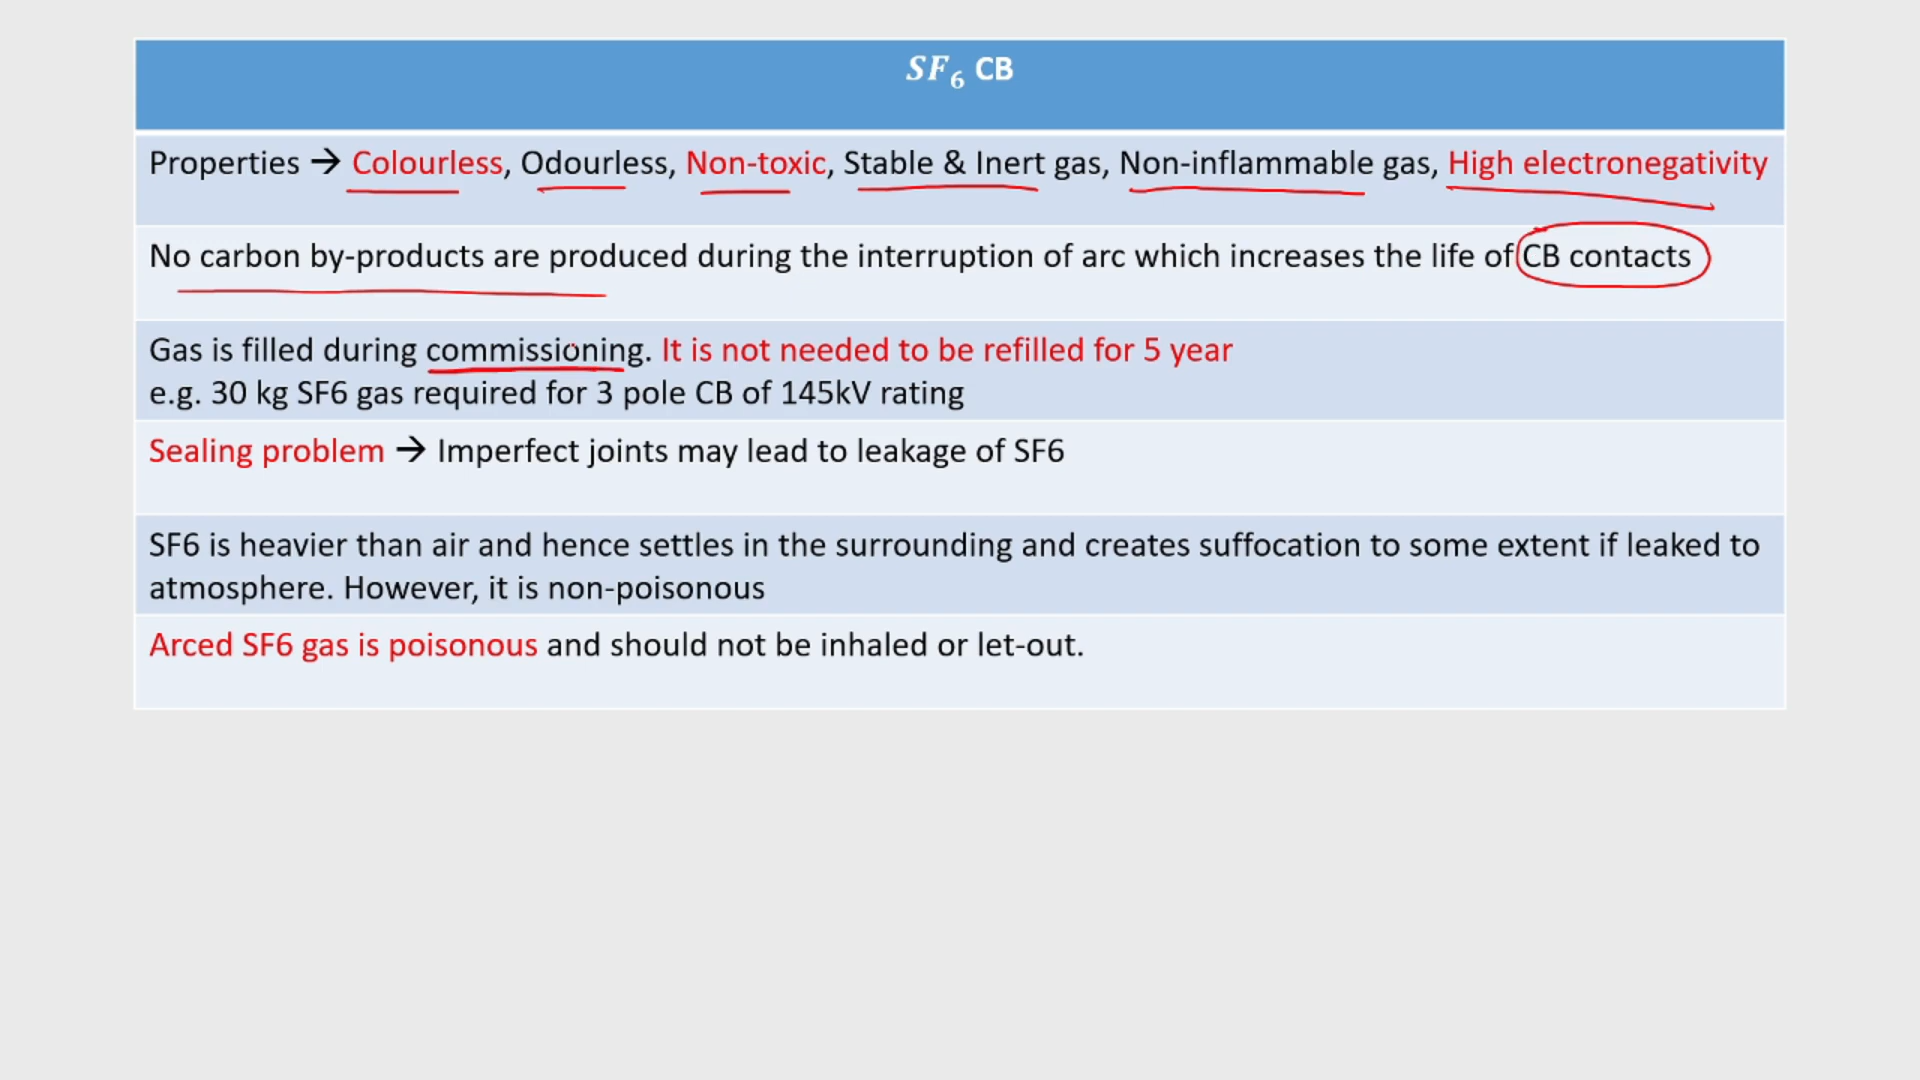 SF₆ CB
Properties → Colourless, Odourless, Non-toxic, Stable & Inert gas, Non-inflammable gas, High electronegativity
No carbon by-products are produced during the interruption of arc which increases the life of CB contacts
Gas is filled during commissioning. It is not needed to be refilled for 5 year
e.g. 30 kg SF6 gas required for 3 pole CB of 145kV rating
Sealing problem → Imperfect joints may lead to leakage of SF6
SF6 is heavier than air and hence settles in the surrounding and creates suffocation to some extent if leaked to
atmosphere. However, it is non-poisonous
Arced SF6 gas is poisonous and should not be inhaled or let-out.